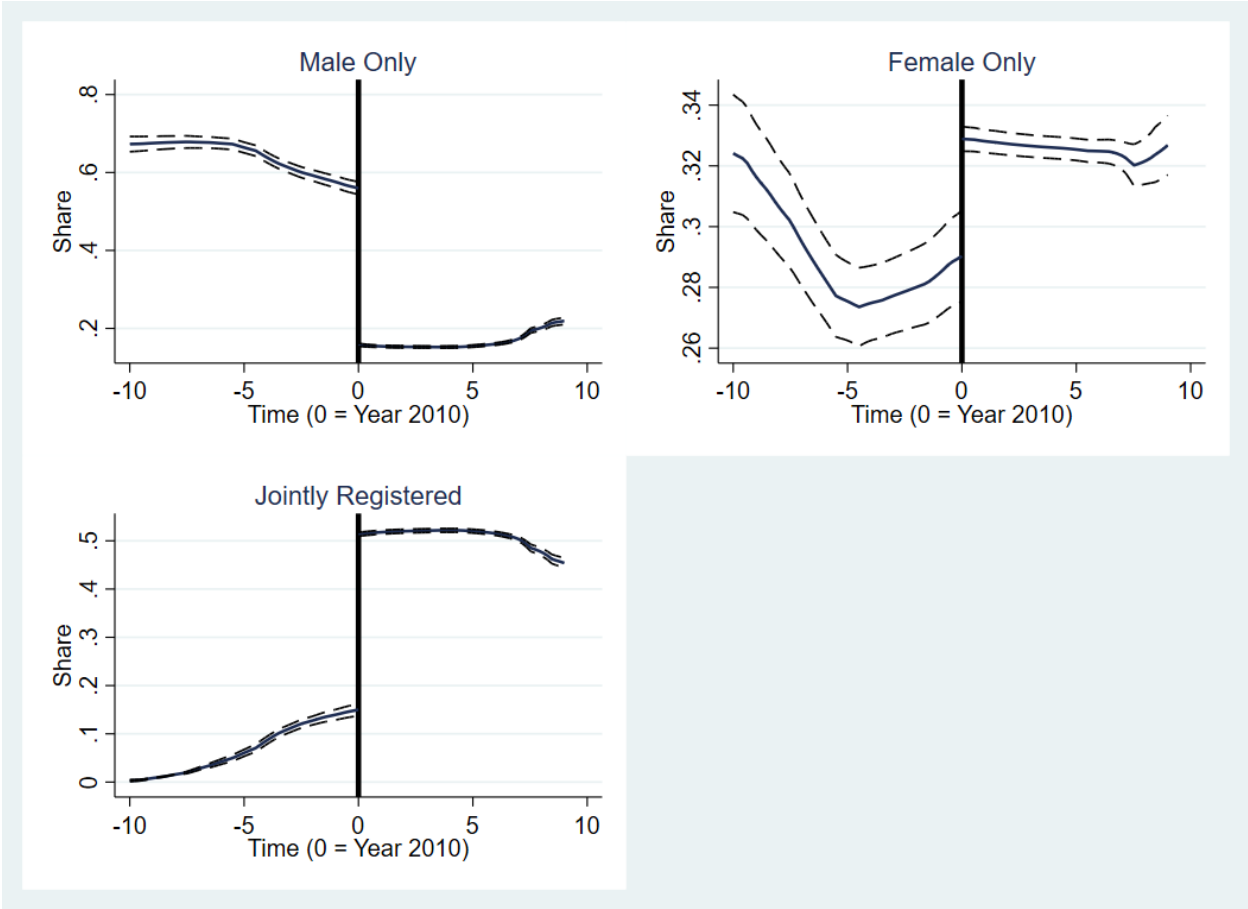 Male Only
Share
.8
.6
.4
.2
-10 -5 0 5 10
Time (0 = Year 2010)
Female Only
Share
.34
.32
.3
.28
.26
-10 -5 0 5 10
Time (0 = Year 2010)
Jointly Registered
Share
.5
.4
.3
.2
.1
0
-10 -5 0 5 10
Time (0 = Year 2010)